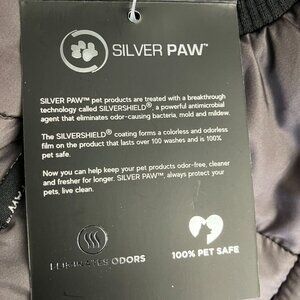 SILVER PAW™
SILVER PAW™ pet products are treated with a breakthrough
technology called SILVERSHIELD®, a powerful antimicrobial
agent that eliminates odor-causing bacteria, mold and mildew.
The SILVERSHIELD® coating forms a colorless and odorless
film on the product that lasts over 100 washes and is 100%
pet safe.
Now you can help keep your pet products odor-free, cleaner
and fresher for longer. SILVER PAW™, always protect your
pets, live clean.
ELIMINATES ODORS
100% PET SAFE